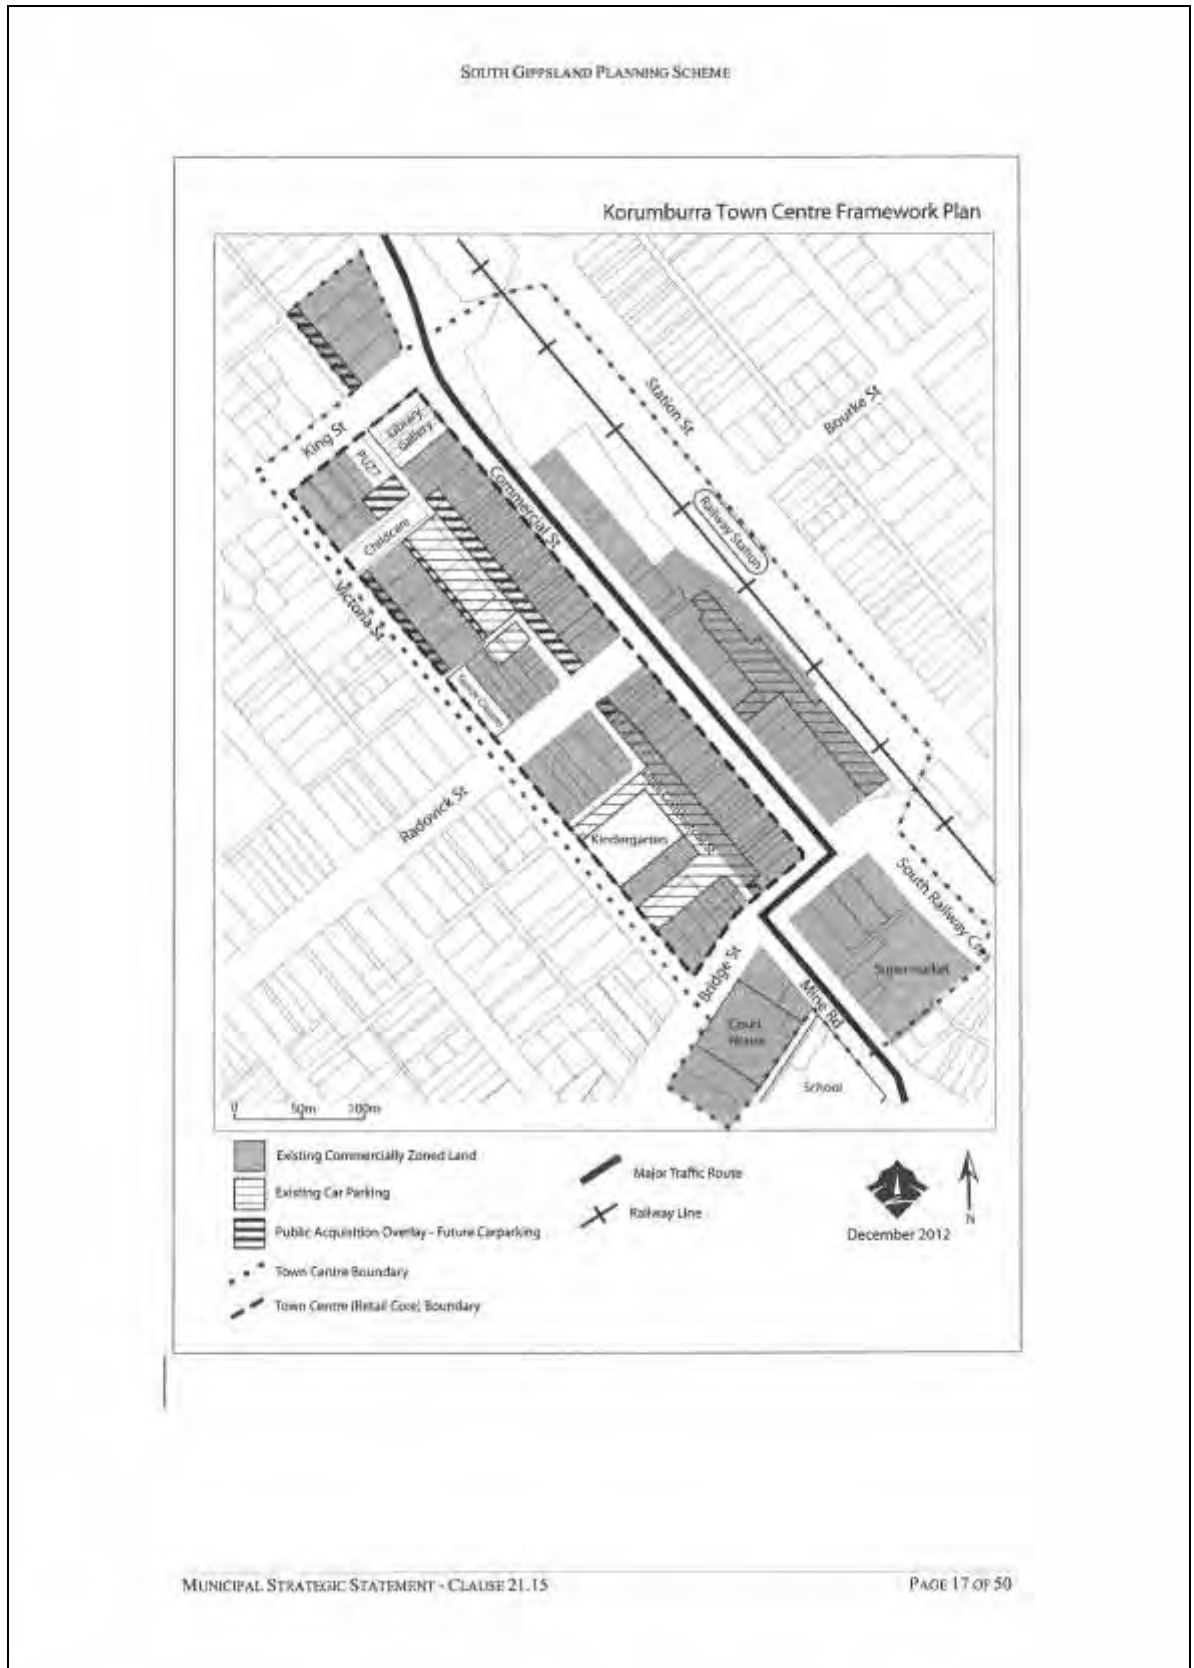 SOUTH GIPPSLAND PLANNING SCHEME
Korumburra Town Centre Framework Plan
Station St
Bourke St
King St
Library
Gallery
PUZ7
Commercial St
Railway Station
Childcare
Victoria St
Senior Citizens
Radovick St
Kindergarten
South Railway Cres
Supermarket
Bridge St
Mine Rd
Court
House
School
0 50m 100m
Existing Commercially Zoned Land
Existing Car Parking
Public Acquisition Overlay - Future Carparking
Town Centre Boundary
Town Centre (Retail Core) Boundary
Major Traffic Route
Railway Line
N
December 2012
MUNICIPAL STRATEGIC STATEMENT - CLAUSE 21.15
PAGE 17 OF 50